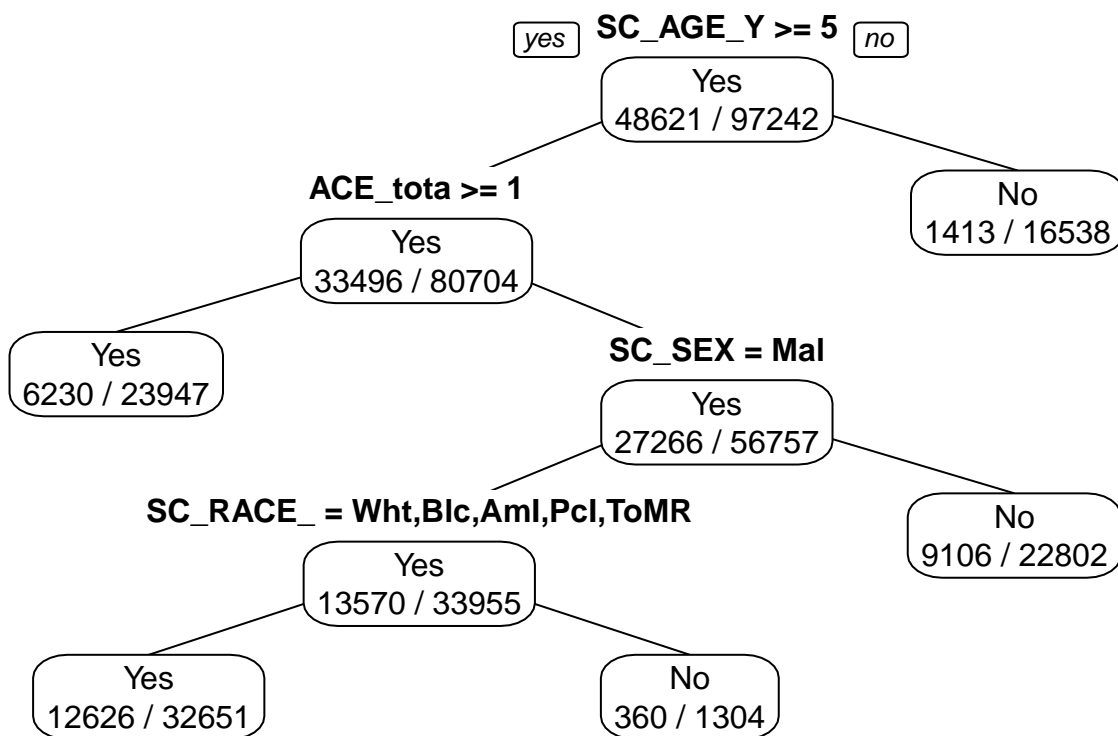 SC_AGE_Y >= 5
yes
no
Yes
48621 / 97242
ACE_tota >= 1
Yes
33496 / 80704
No
1413 / 16538
Yes
6230 / 23947
SC_SEX = Mal
Yes
27266 / 56757
SC_RACE_ = Wht,Blc,AmI,PcI,ToMR
Yes
13570 / 33955
No
9106 / 22802
Yes
12626 / 32651
No
360 / 1304